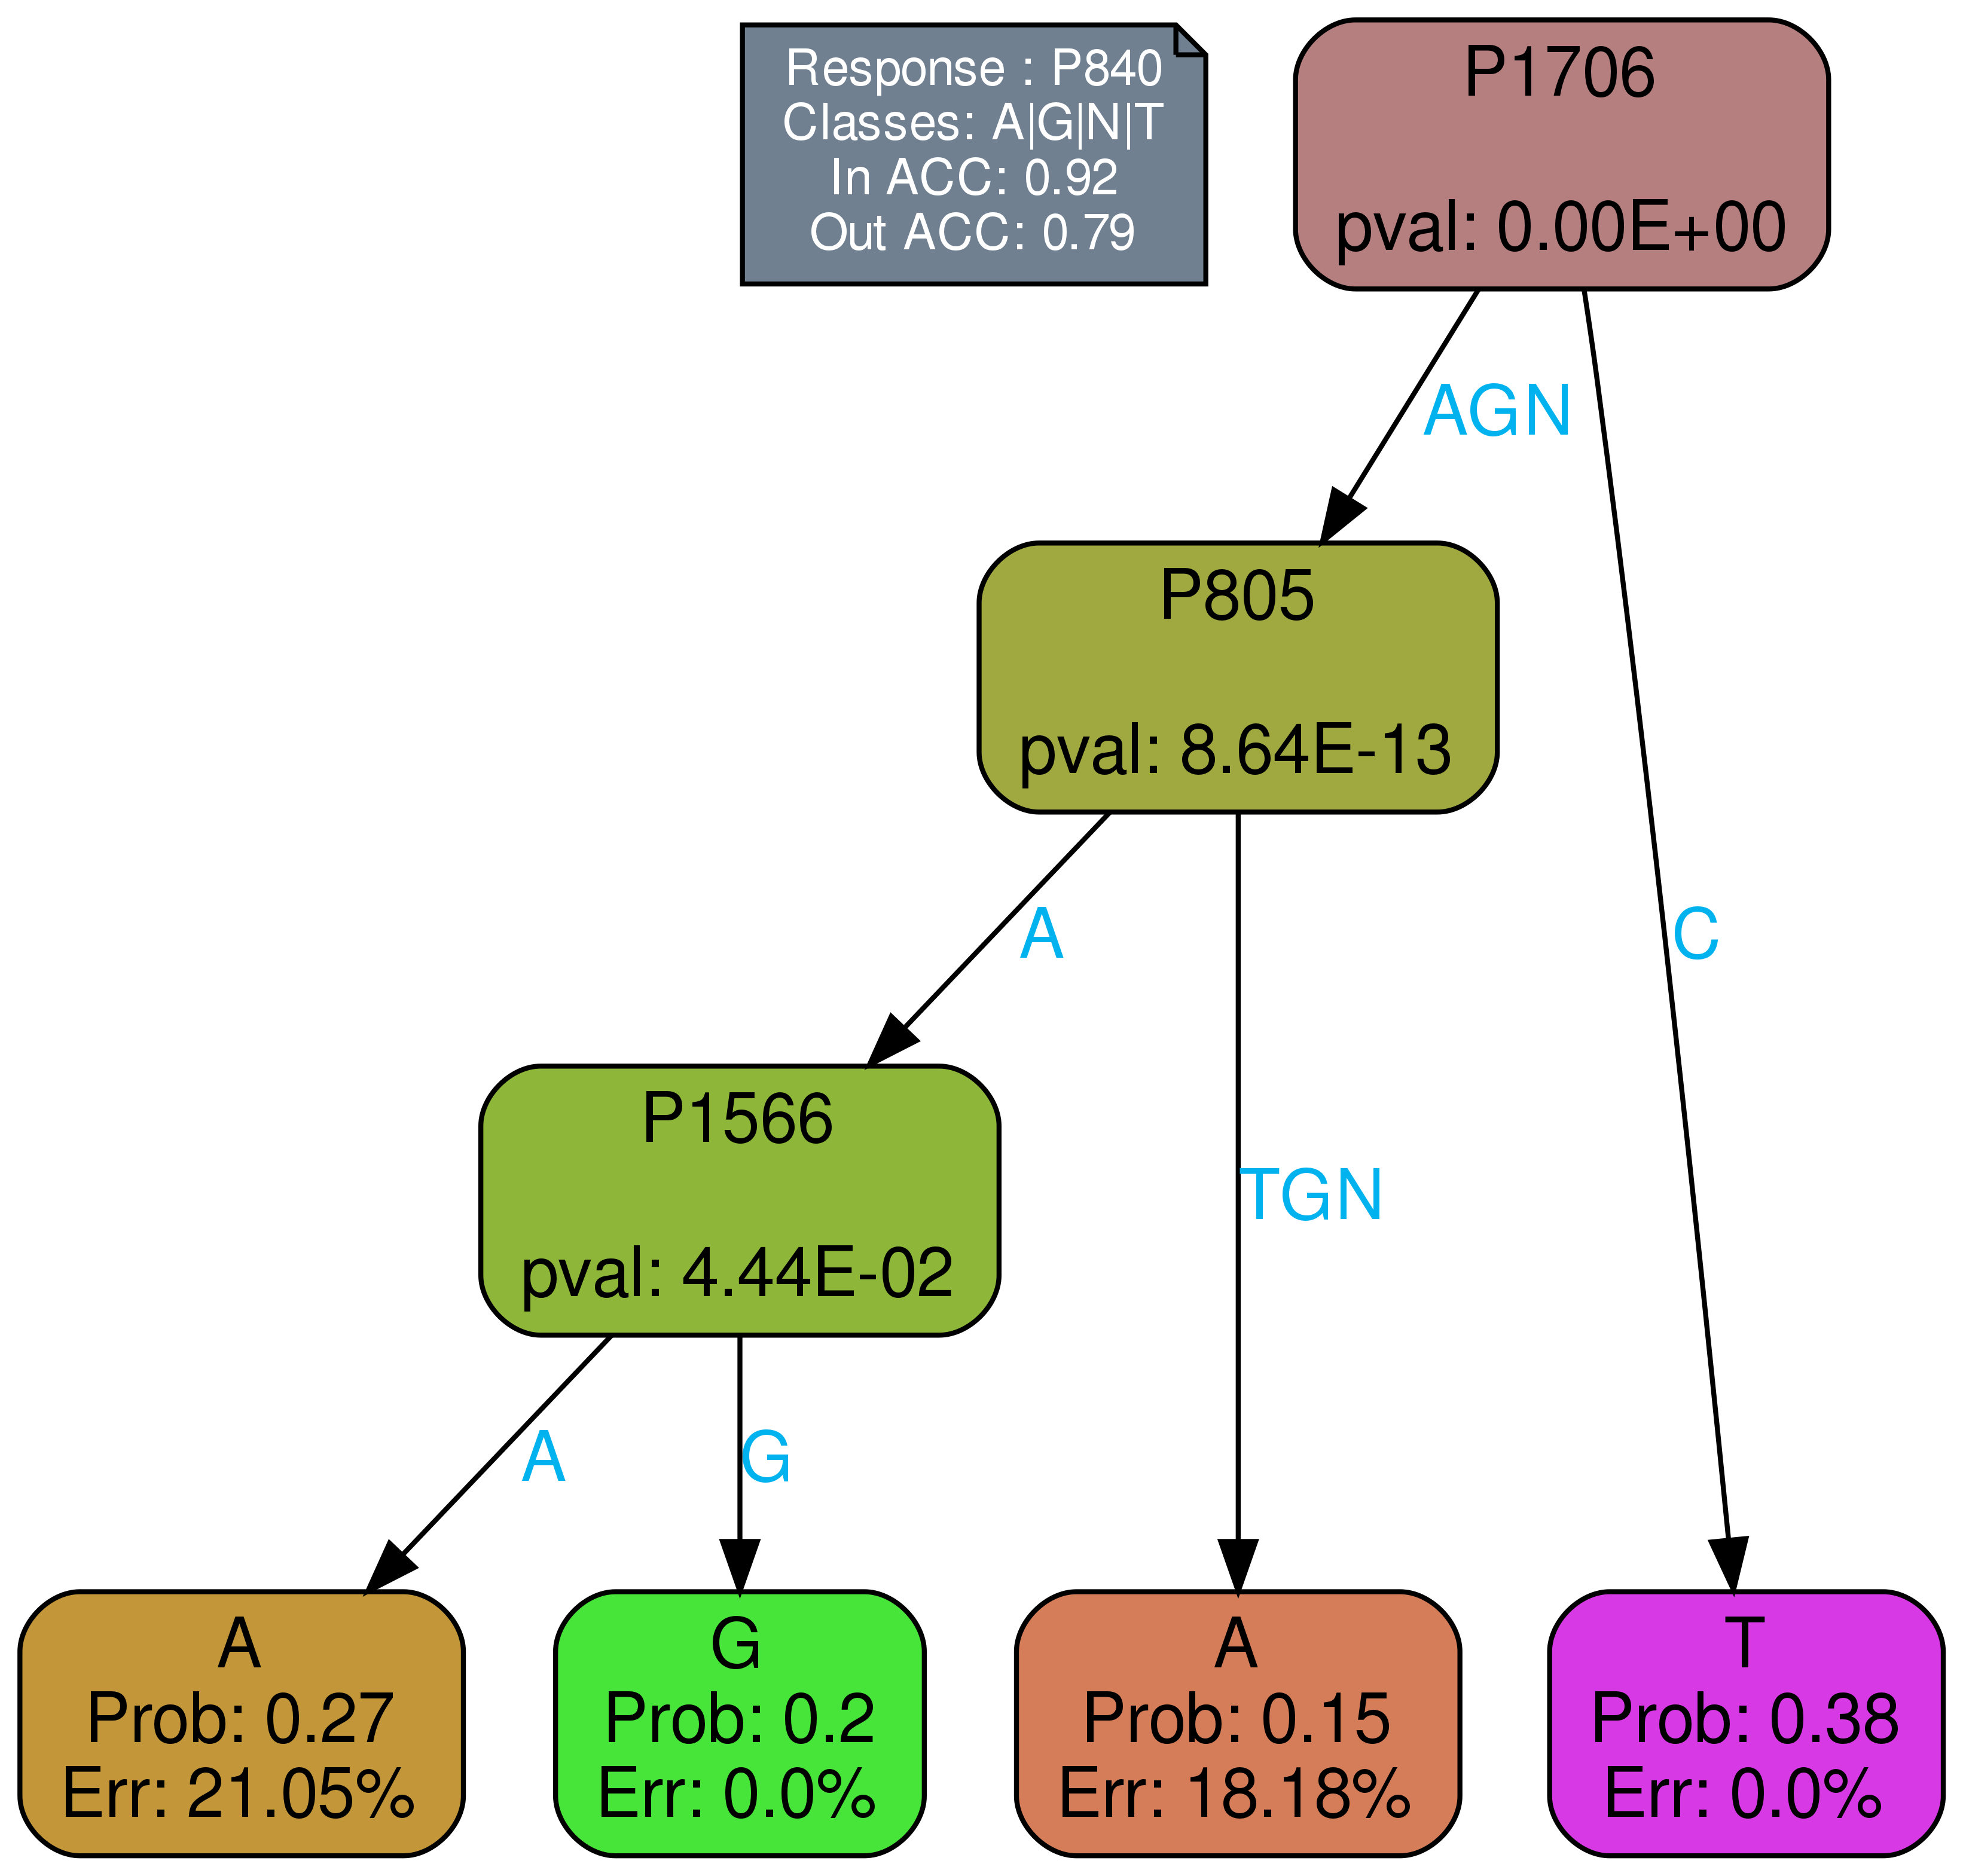 Response : P840
Classes: A|G|N|T
In ACC: 0.92
Out ACC: 0.79
P1706
pval: 0.00E+00
AGN
P805
pval: 8.64E-13
A
C
P1566
pval: 4.44E-02
TGN
A
G
A
Prob: 0.27
Err: 21.05%
G
Prob: 0.2
Err: 0.0%
A
Prob: 0.15
Err: 18.18%
T
Prob: 0.38
Err: 0.0%